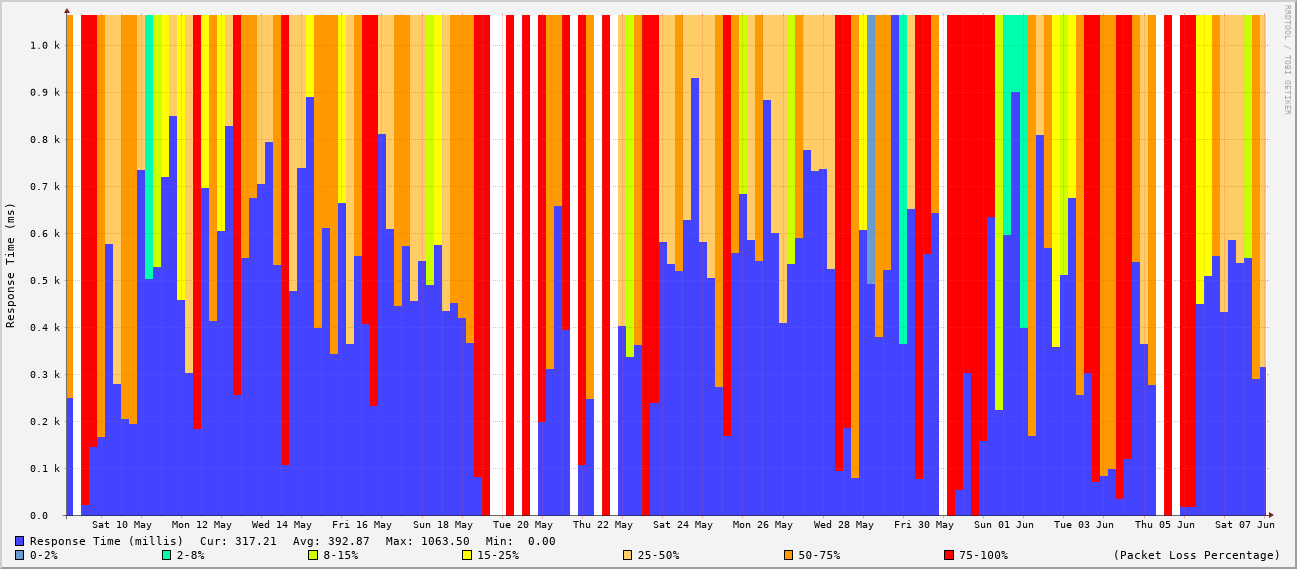 RRDTOOL / TOBI OETIKER
Response Time (ms)
1.0 k
0.9 k
0.8 k
0.7 k
0.6 k
0.5 k
0.4 k
0.3 k
0.2 k
0.1 k
0.0
Sat 10 May Mon 12 May Wed 14 May Fri 16 May Sun 18 May Tue 20 May Thu 22 May Sat 24 May Mon 26 May Wed 28 May Fri 30 May Sun 01 Jun Tue 03 Jun Thu 05 Jun Sat 07 Jun
Response Time (millis) Cur: 317.21 Avg: 392.87 Max: 1063.50 Min: 0.00
0-2% 2-8% 8-15% 15-25% 25-50% 50-75% 75-100% (Packet Loss Percentage)